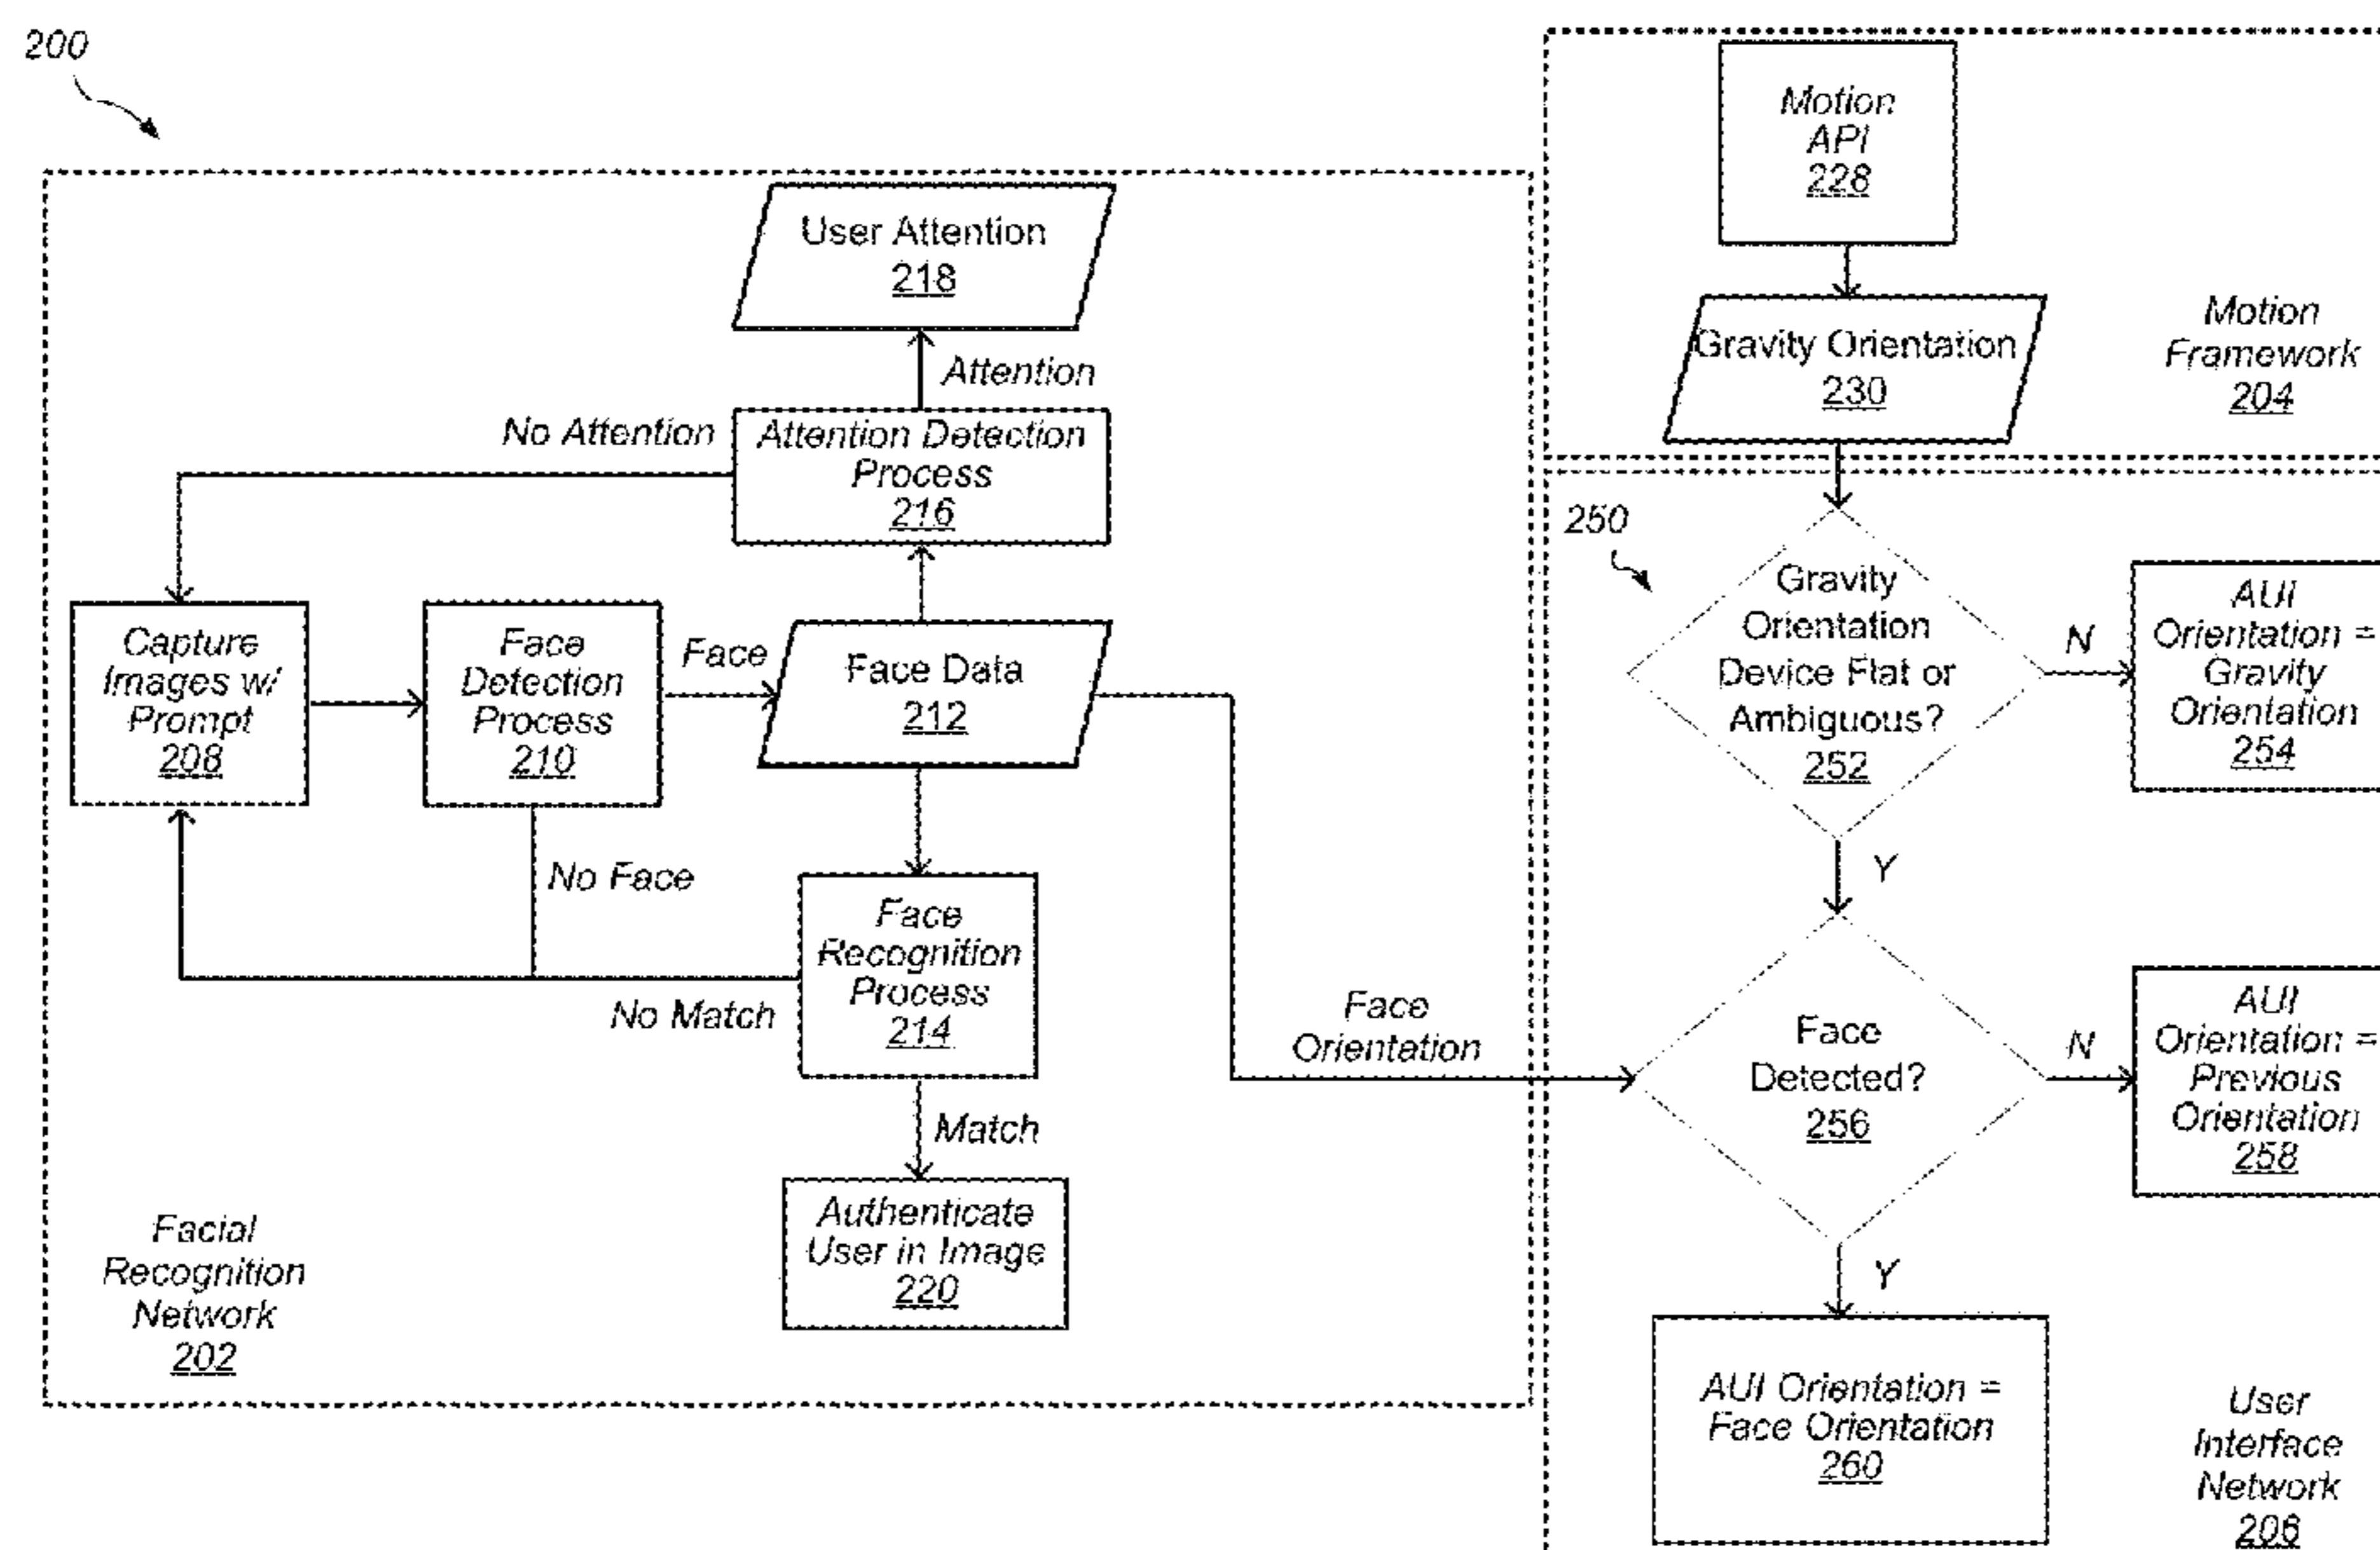 200
User Attention
218
Attention
No Attention
Attention Detection
Process
216
Capture
Images w/
Prompt
208
Face
Detection
Process
210
Face
Face Data
212
No Face
Face
Recognition
Process
214
No Match
Match
Authenticate
User in Image
220
Face
Orientation
Facial
Recognition
Network
202
Motion
API
228
Gravity Orientation
230
Motion
Framework
204
250
Gravity
Orientation
Device Flat or
Ambiguous?
252
N
AUI
Orientation =
Gravity
Orientation
254
Y
Face
Detected?
256
N
AUI
Orientation =
Previous
Orientation
258
Y
AUI Orientation =
Face Orientation
260
User
Interface
Network
206